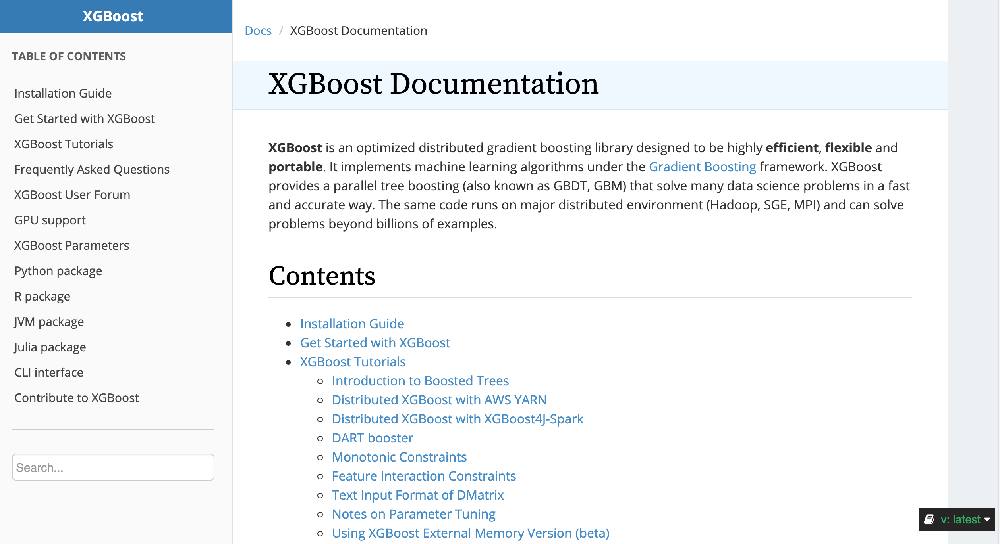 XGBoost
TABLE OF CONTENTS
Installation Guide
Get Started with XGBoost
XGBoost Tutorials
Frequently Asked Questions
XGBoost User Forum
GPU support
XGBoost Parameters
Python package
R package
JVM package
Julia package
CLI interface
Contribute to XGBoost
Search...
Docs / XGBoost Documentation
XGBoost Documentation
XGBoost is an optimized distributed gradient boosting library designed to be highly efficient, flexible and
portable. It implements machine learning algorithms under the Gradient Boosting framework. XGBoost
provides a parallel tree boosting (also known as GBDT, GBM) that solve many data science problems in a fast
and accurate way. The same code runs on major distributed environment (Hadoop, SGE, MPI) and can solve
problems beyond billions of examples.
Contents
Installation Guide
Get Started with XGBoost
XGBoost Tutorials
Introduction to Boosted Trees
Distributed XGBoost with AWS YARN
Distributed XGBoost with XGBoost4J-Spark
DART booster
Monotonic Constraints
Feature Interaction Constraints
Text Input Format of DMatrix
Notes on Parameter Tuning
Using XGBoost External Memory Version (beta)
v: latest